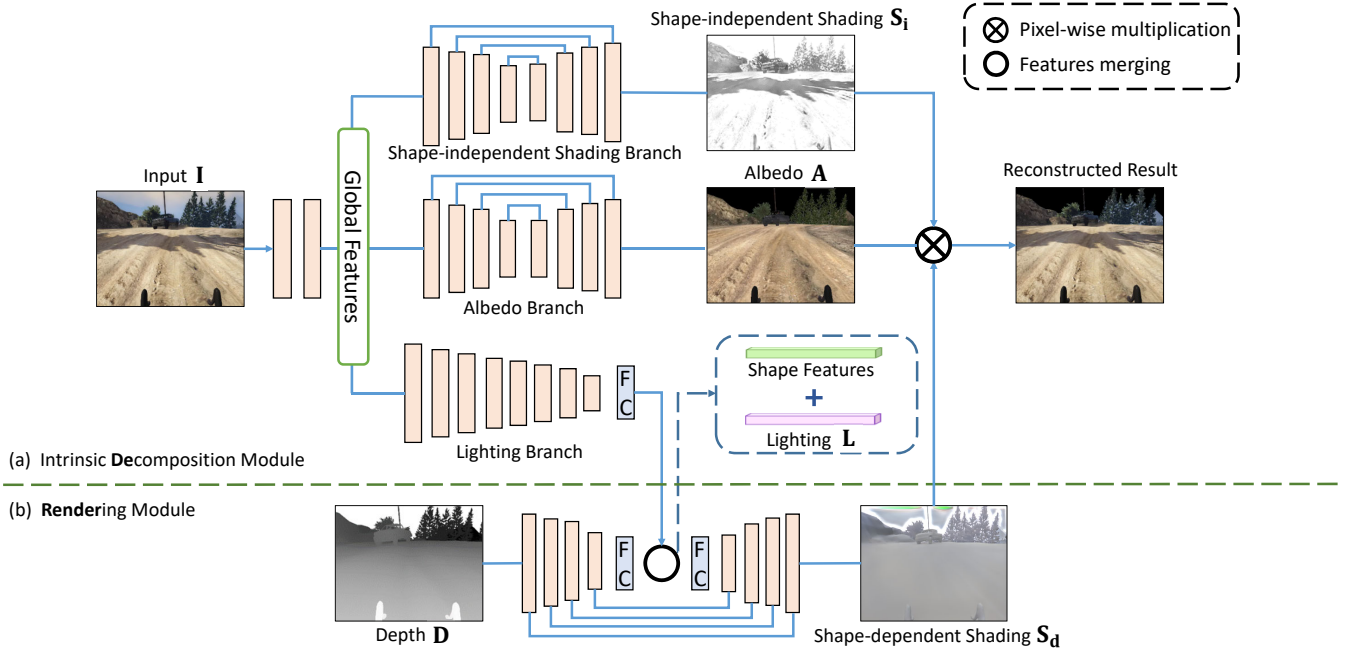 Shape-independent Shading S_i
Pixel-wise multiplication
Features merging
Shape-independent Shading Branch
Input I
Global Features
Albedo A
Reconstructed Result
Albedo Branch
Shape Features
+
Lighting L
F
C
Lighting Branch
(a) Intrinsic Decomposition Module
(b) Rendering Module
F
C
F
C
Depth D
Shape-dependent Shading S_d